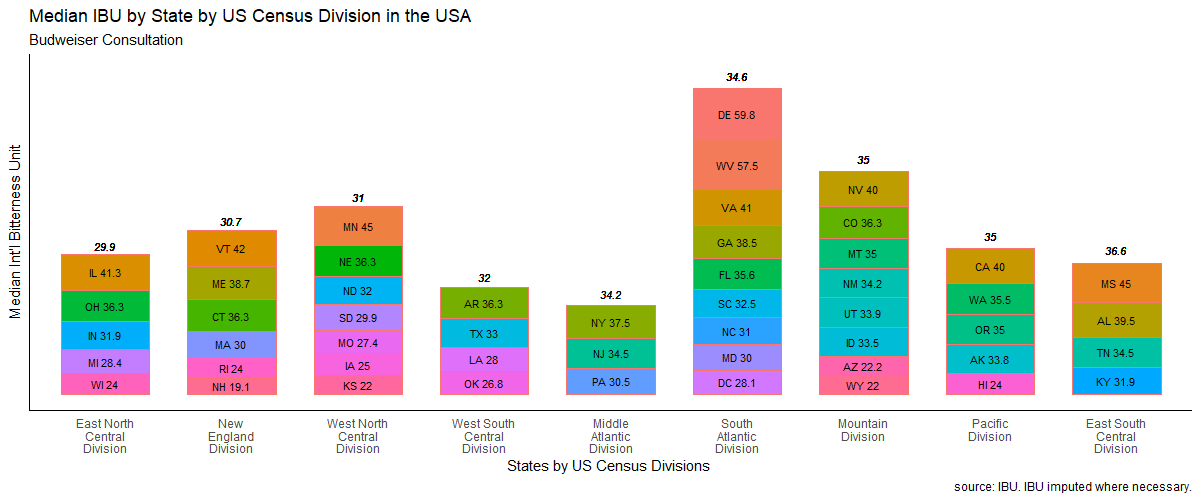 Median IBU by State by US Census Division in the USA
Budweiser Consultation
Median Int'l Bitterness Unit
29.9
IL 41.3
OH 36.3
IN 31.9
MI 28.4
WI 24
30.7
VT 42
ME 38.7
CT 36.3
MA 30
RI 24
NH 19.1
31
MN 45
NE 36.3
ND 32
SD 29.9
MO 27.4
IA 25
KS 22
32
AR 36.3
TX 33
LA 28
OK 26.8
34.2
NY 37.5
NJ 34.5
PA 30.5
34.6
DE 59.8
WV 57.5
VA 41
GA 38.5
FL 35.6
SC 32.5
NC 31
MD 30
DC 28.1
35
NV 40
CO 36.3
MT 35
NM 34.2
UT 33.9
ID 33.5
AZ 22.2
WY 22
35
CA 40
WA 35.5
OR 35
AK 33.8
HI 24
36.6
MS 45
AL 39.5
TN 34.5
KY 31.9
East North
Central
Division
New
England
Division
West North
Central
Division
West South
Central
Division
Middle
Atlantic
Division
South
Atlantic
Division
Mountain
Division
Pacific
Division
East South
Central
Division
States by US Census Divisions
source: IBU. IBU imputed where necessary.